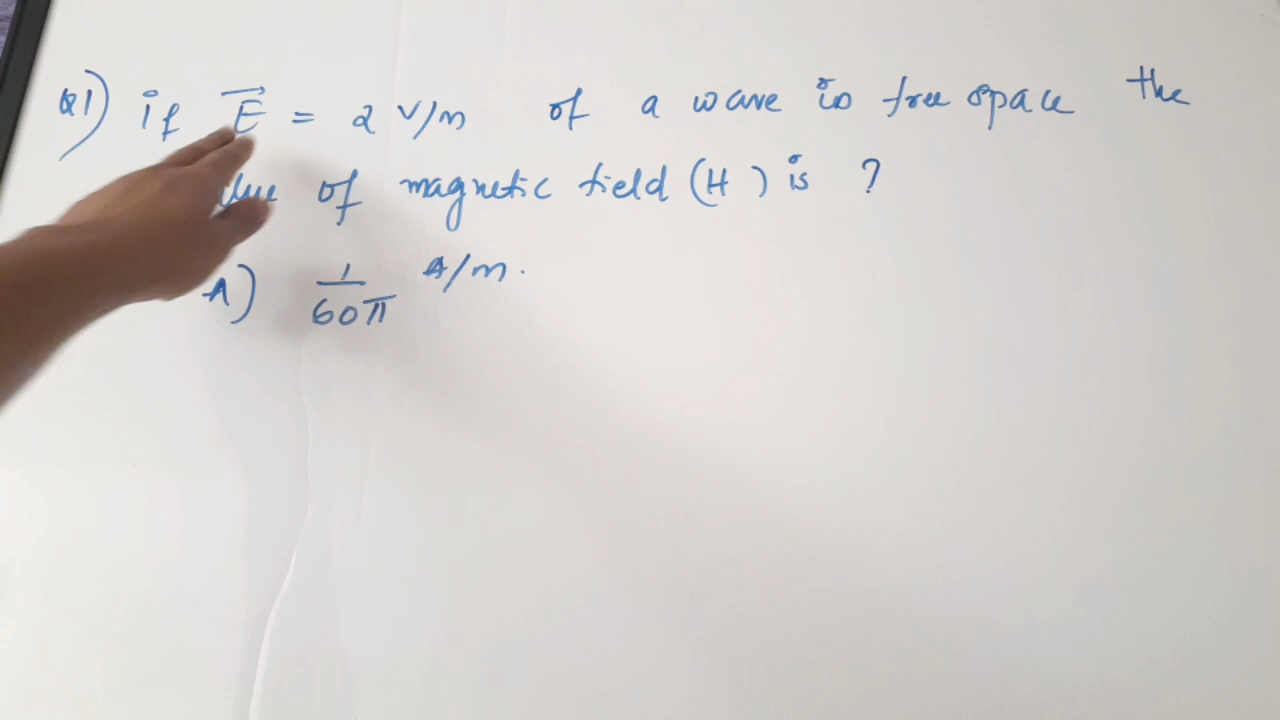 Q1) if E = 2 V/m of a wave in free space the
of magnetic field (H) is ?
A) 1/60π A/m.